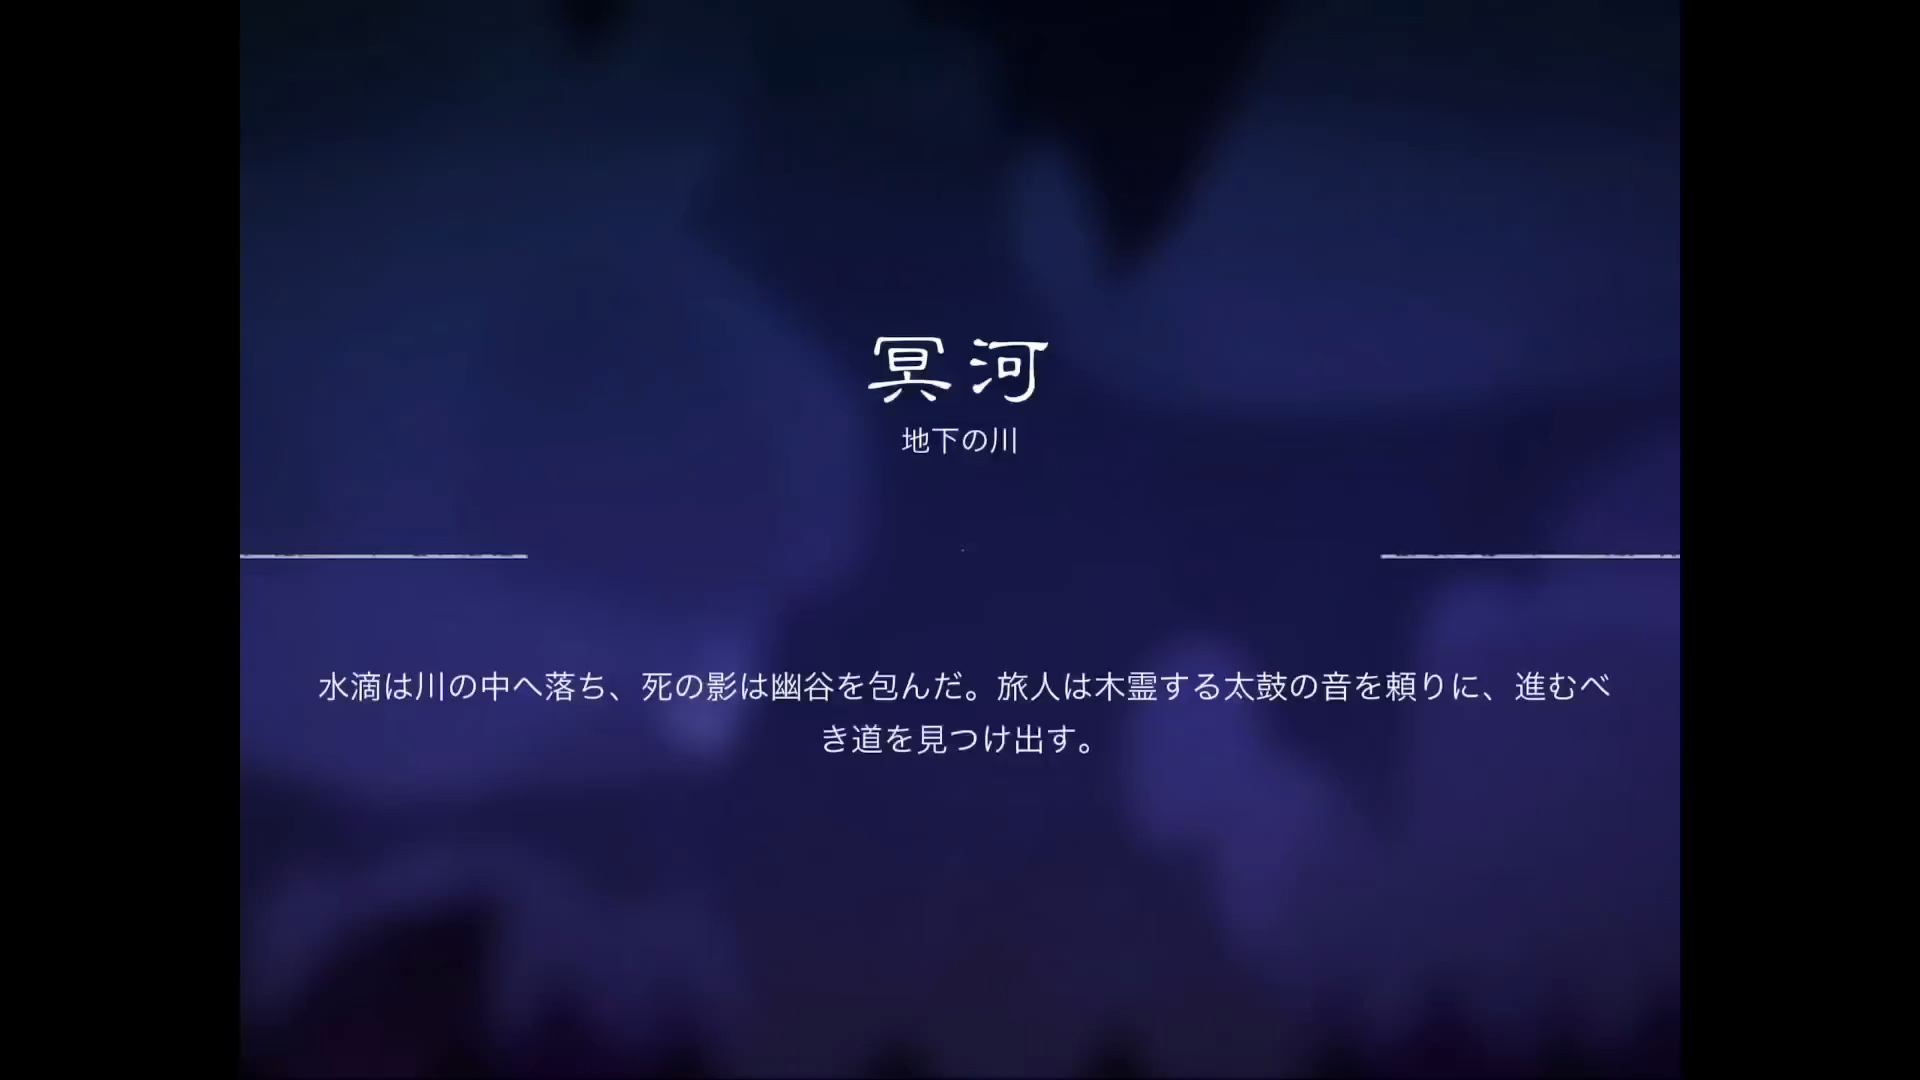 冥河
地下の川
水滴は川の中へ落ち、死の影は幽谷を包んだ。旅人は木霊する太鼓の音を頼りに、進むべ
き道を見つけ出す。